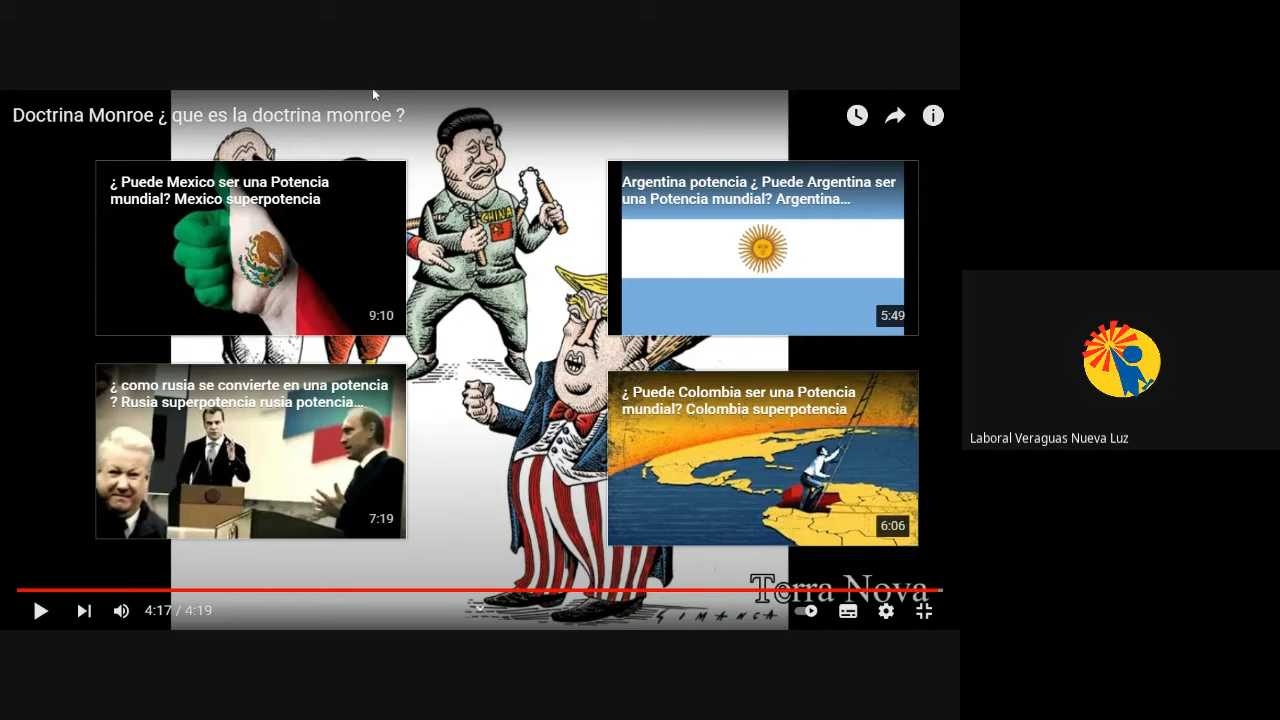 Doctrina Monroe ¿ que es la doctrina monroe ?
¿ Puede Mexico ser una Potencia
mundial? Mexico superpotencia
9:10
CHINA
Argentina potencia ¿ Puede Argentina ser
una Potencia mundial? Argentina...
5:49
¿ como rusia se convierte en una potencia
? Rusia superpotencia rusia potencia...
7:19
¿ Puede Colombia ser una Potencia
mundial? Colombia superpotencia
6:06
Terra Nova
4:17 / 4:19
SIMANCA
Laboral Veraguas Nueva Luz